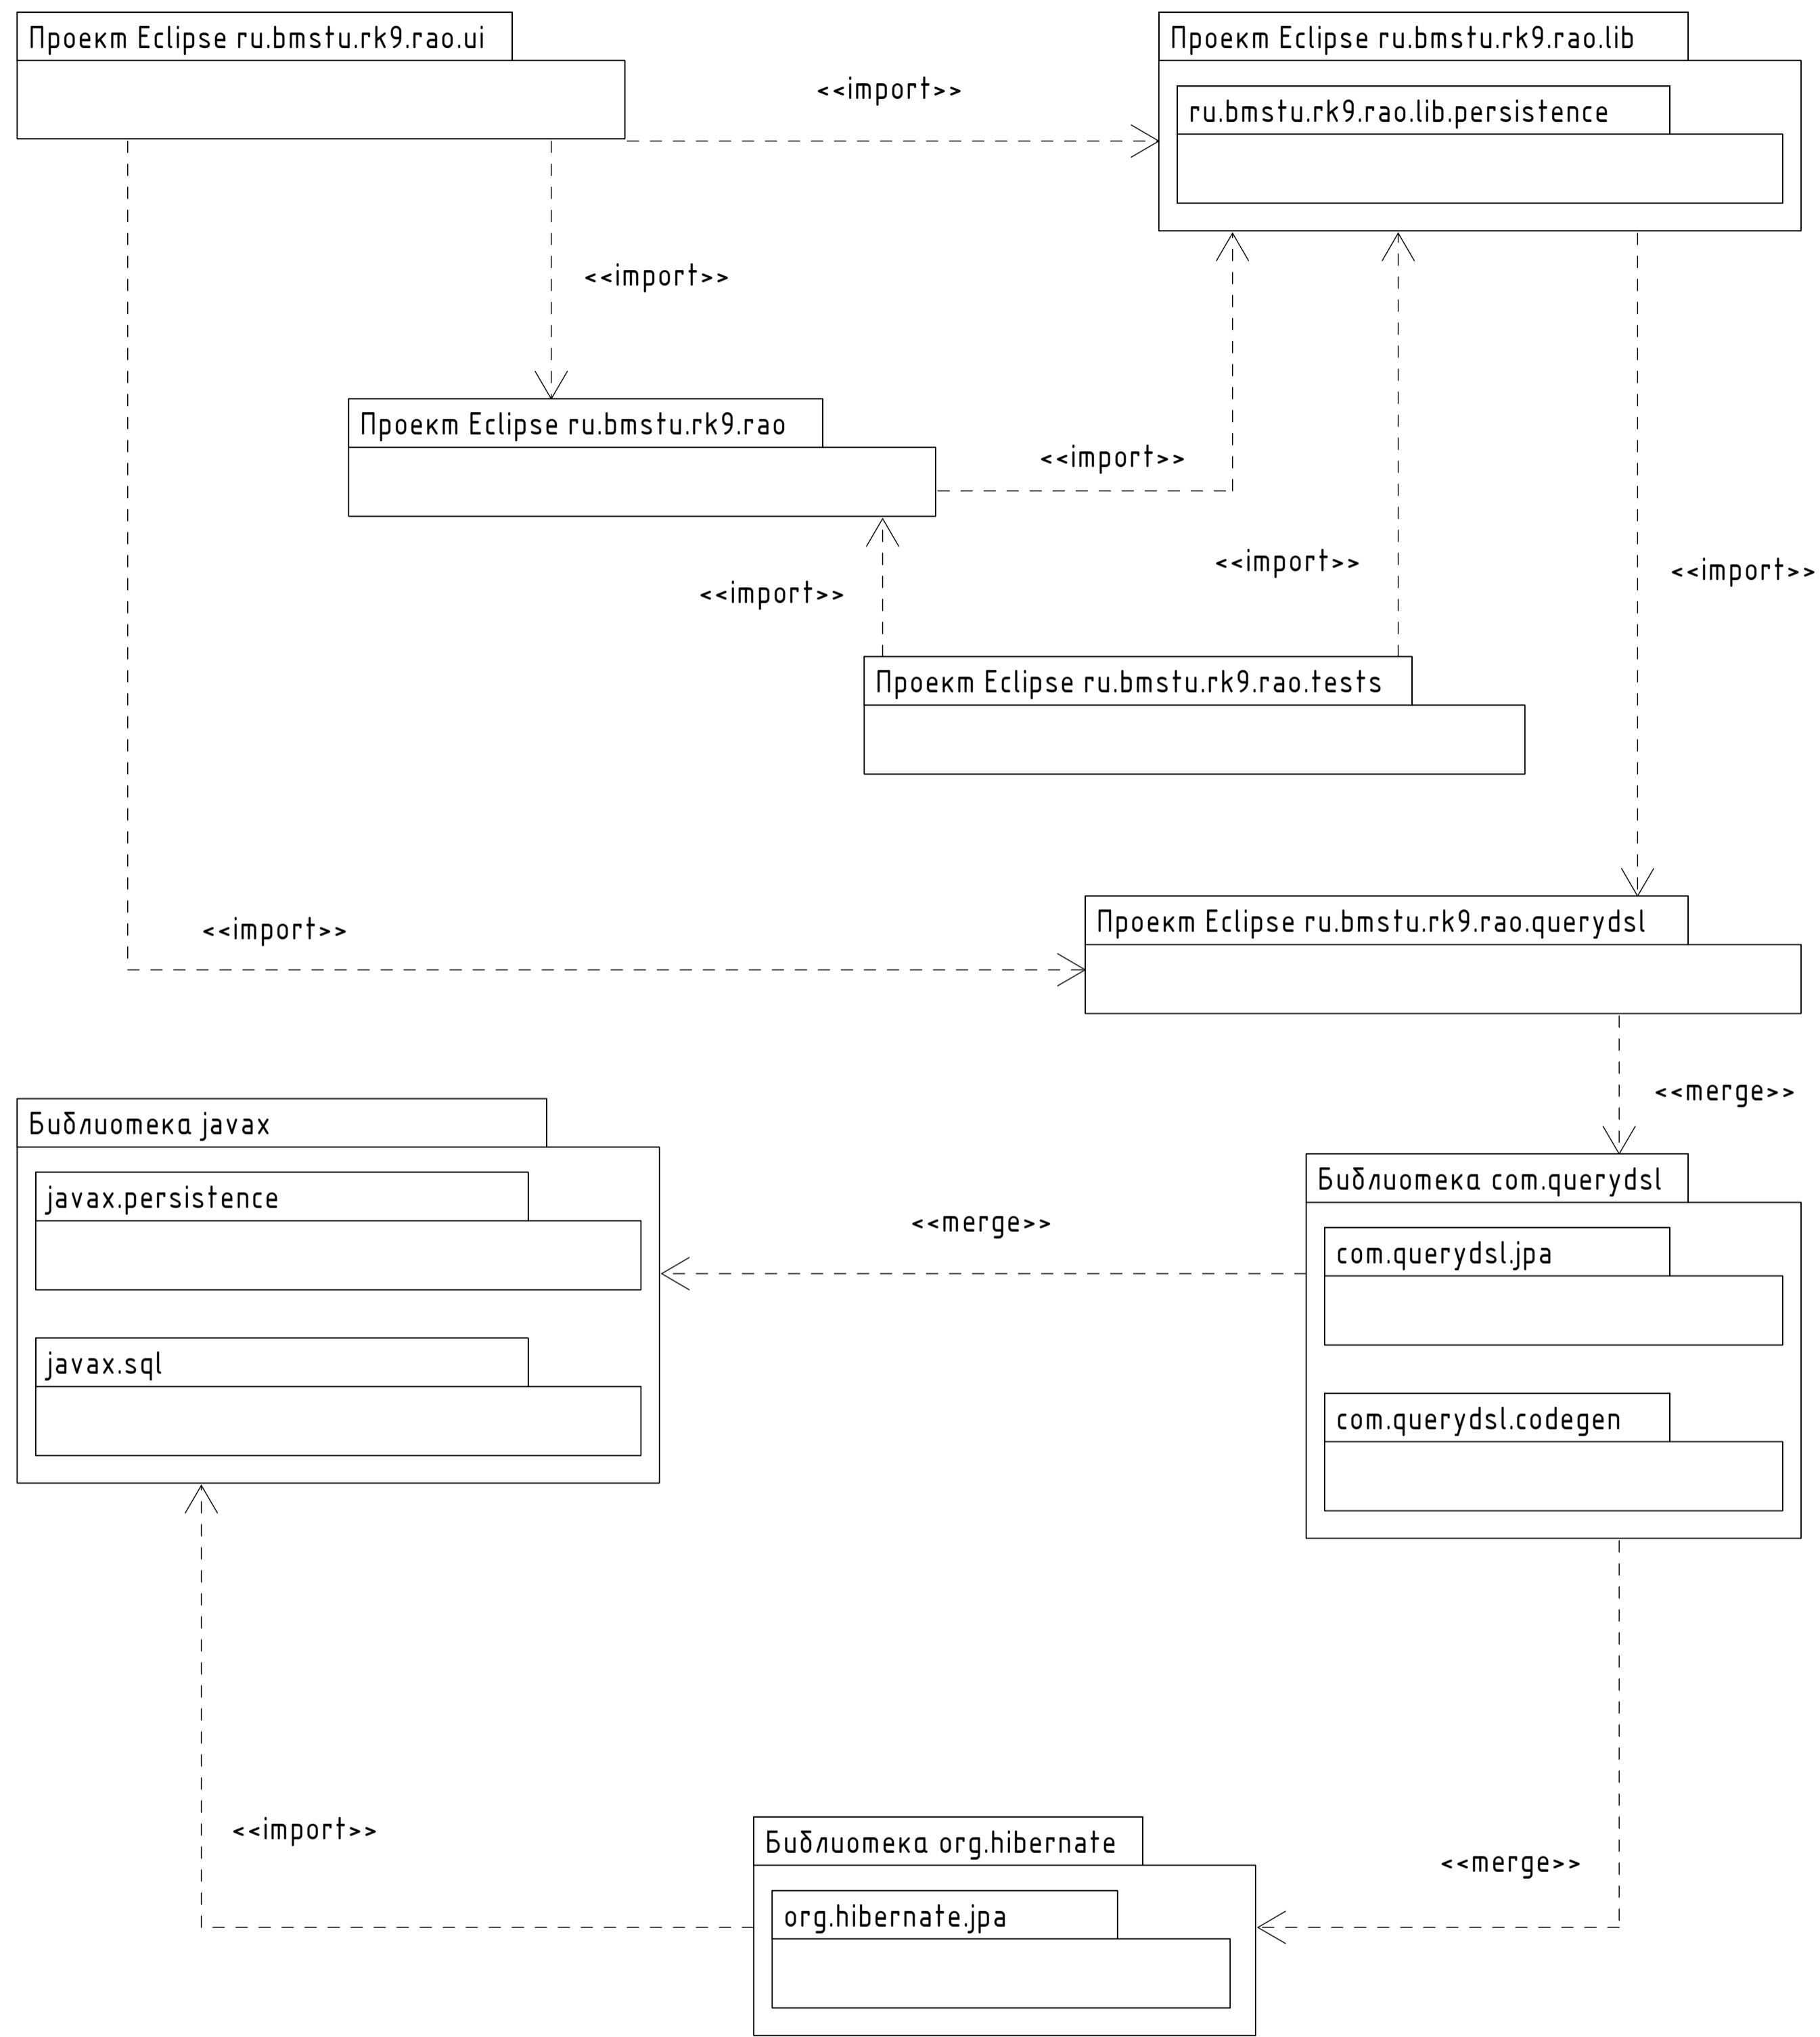 Проект Eclipse ru.bmstu.rk9.rao.ui
Проект Eclipse ru.bmstu.rk9.rao.lib
<<import>>
ru.bmstu.rk9.rao.lib.persistence
<<import>>
Проект Eclipse ru.bmstu.rk9.rao
<<import>>
<<import>>
<<import>>
<<import>>
Проект Eclipse ru.bmstu.rk9.rao.tests
<<import>>
Проект Eclipse ru.bmstu.rk9.rao.querydsl
<<merge>>
Библиотека javax
Библиотека com.querydsl
javax.persistence
<<merge>>
com.querydsl.jpa
javax.sql
com.querydsl.codegen
<<import>>
Библиотека org.hibernate
<<merge>>
org.hibernate.jpa